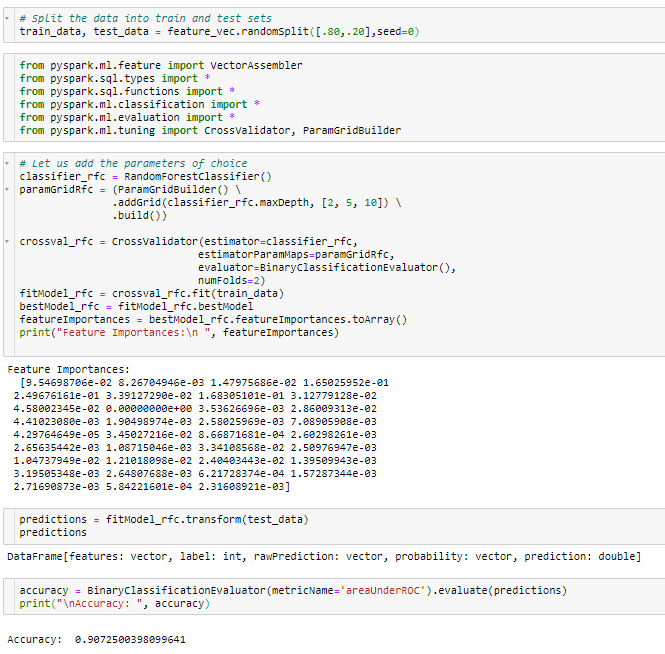 # Split the data into train and test sets
train_data, test_data = feature_vec.randomSplit([.80,.20],seed=0)
from pyspark.ml.feature import VectorAssembler
from pyspark.sql.types import *
from pyspark.sql.functions import *
from pyspark.ml.classification import *
from pyspark.ml.evaluation import *
from pyspark.ml.tuning import CrossValidator, ParamGridBuilder
# Let us add the parameters of choice
classifier_rfc = RandomForestClassifier()
paramGridRfc = (ParamGridBuilder() \
.addGrid(classifier_rfc.maxDepth, [2, 5, 10]) \
.build())
crossval_rfc = CrossValidator(estimator=classifier_rfc,
estimatorParamMaps=paramGridRfc,
evaluator=BinaryClassificationEvaluator(),
numFolds=2)
fitModel_rfc = crossval_rfc.fit(train_data)
bestModel_rfc = fitModel_rfc.bestModel
featureImportances = bestModel_rfc.featureImportances.toArray()
print("Feature Importances:\n ", featureImportances)
Feature Importances:
[9.54698706e-02 8.26704946e-03 1.47975686e-02 1.65025952e-01
2.49676161e-01 3.39127290e-02 1.68305101e-01 3.12779128e-02
4.58002345e-02 0.00000000e+00 3.53626696e-03 2.86009313e-02
4.41023080e-03 1.90498974e-03 2.58025969e-03 7.08905908e-03
4.29764649e-05 3.45027216e-02 8.66871681e-04 2.60298261e-03
2.65635442e-03 1.08715046e-03 3.34108568e-02 2.50976947e-03
1.04737949e-02 1.21018098e-02 2.40403443e-02 1.39509943e-03
3.19505348e-03 2.64807688e-03 6.21728374e-04 1.57287344e-03
2.71690873e-03 5.84221601e-04 2.31608921e-03]
predictions = fitModel_rfc.transform(test_data)
predictions
DataFrame[features: vector, label: int, rawPrediction: vector, probability: vector, prediction: double]
accuracy = BinaryClassificationEvaluator(metricName='areaUnderROC').evaluate(predictions)
print("\nAccuracy: ", accuracy)
Accuracy:  0.9072500398099641